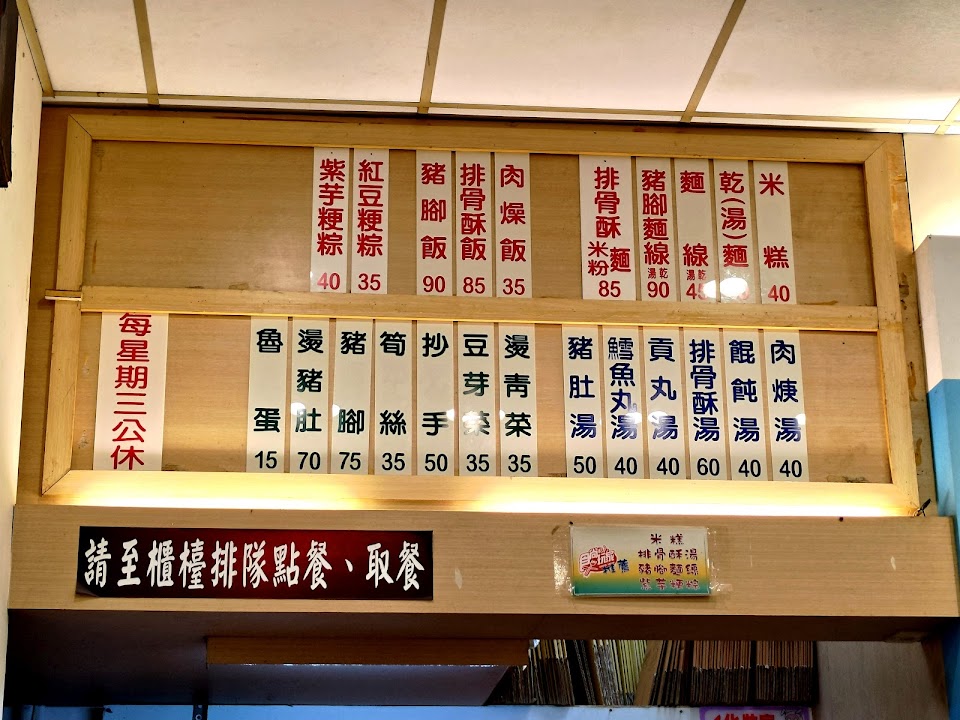 米糕 40
乾(湯)麵
麵線 湯乾
豬腳麵線 湯乾 90
排骨酥麵 米粉 85
肉燥飯 35
排骨酥飯 85
豬腳飯 90
紅豆粳粽 35
紫芋粳粽 40
肉焿湯 40
餛飩湯 40
排骨酥湯 60
貢丸湯 40
鱈魚丸湯 40
豬肚湯 50
燙青菜 35
豆芽菜 35
抄手 50
筍絲 35
豬腳 75
燙豬肚 70
魯蛋 15
每星期三公休
請至櫃檯排隊點餐、取餐
米糕
排骨酥湯
豬腳麵線
紫芋粳粽